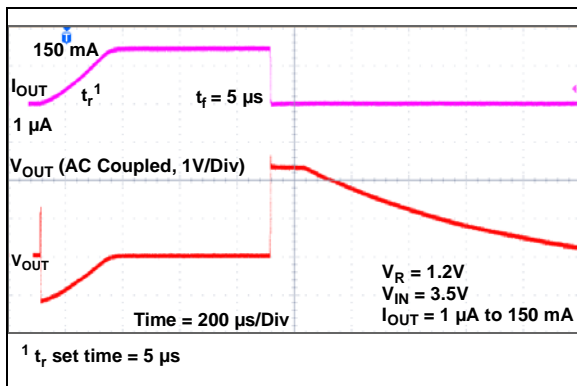 T
150 mA
IOUT
tr1
tf = 5 µs
1 µA
VOUT (AC Coupled, 1V/Div)
VOUT
VR = 1.2V
VIN = 3.5V
IOUT = 1 µA to 150 mA
Time = 200 µs/Div
1 tr set time = 5 µs